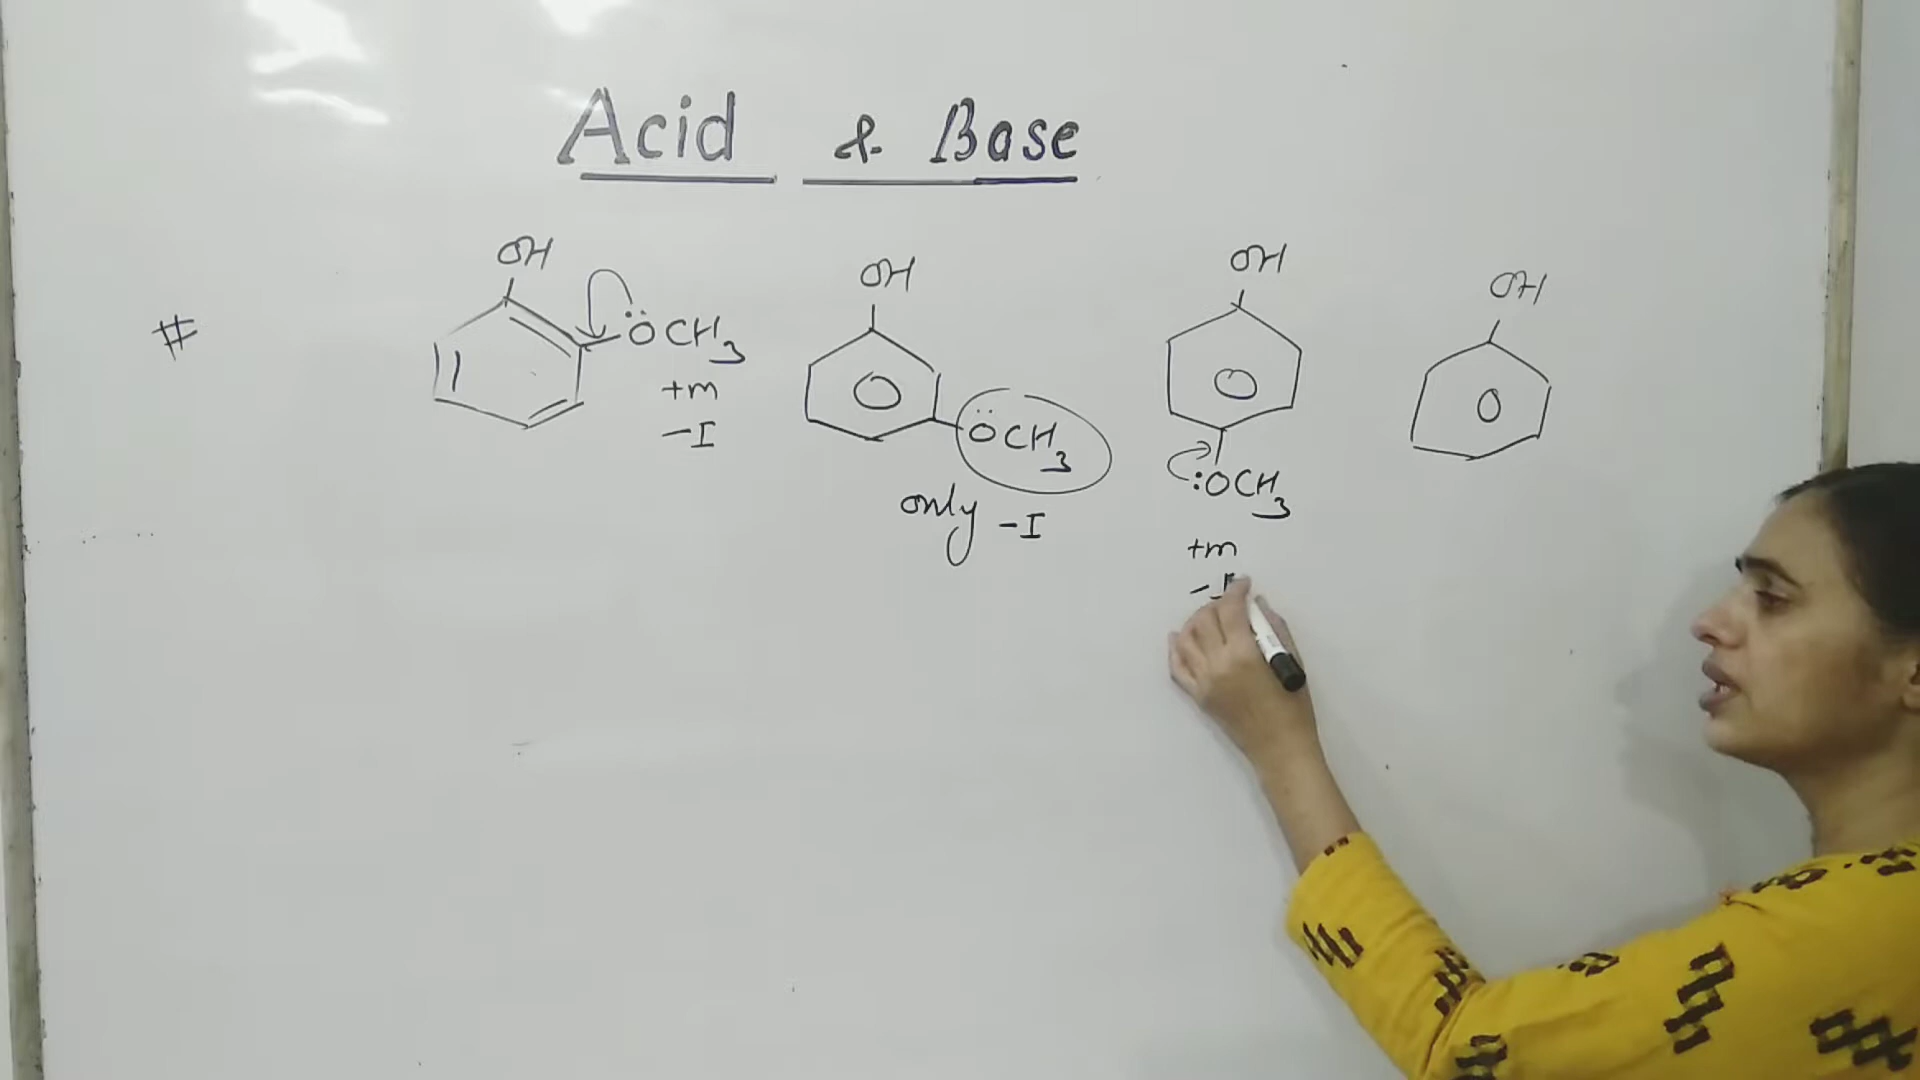 Acid & Base
#
OH
ÖCH3
+m
-I
OH
ÖCH3
only -I
OH
:OCH3
+m
-I
OH